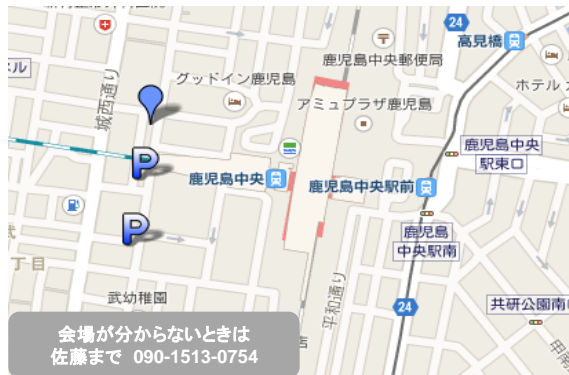 24
高見橋
鹿児島中央郵便局
グッドイン鹿児島
ホテル
城西通り
アミュプラザ鹿児島
鹿児島中央
駅東口
P
鹿児島中央
鹿児島中央駅前
P
鹿児島
中央駅南
丁目
武幼稚園
平和通り
24
共研公園南
会場が分からないときは
佐藤まで 090-1513-0754
店